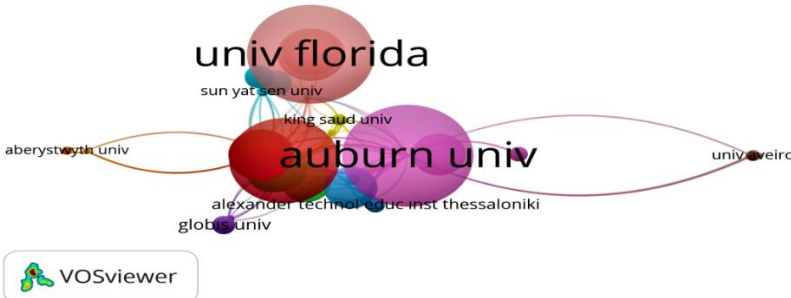 univ florida
sun yat sen univ
king saud univ
aberystwyth univ
auburn univ
univ aveiro
alexander technol educ inst thessaloniki
globis univ
VOSviewer